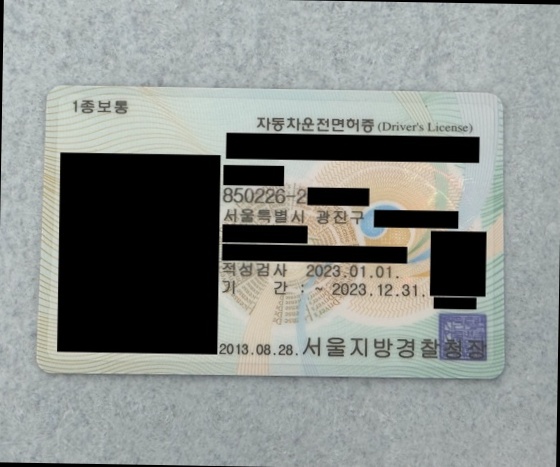 1종보통
자동차운전면허증 (Driver's License)
850226-2
서울특별시 광진구
적성검사 2023.01.01.
기 간 : ~ 2023.12.31.
2013.08.28. 서울지방경찰청장